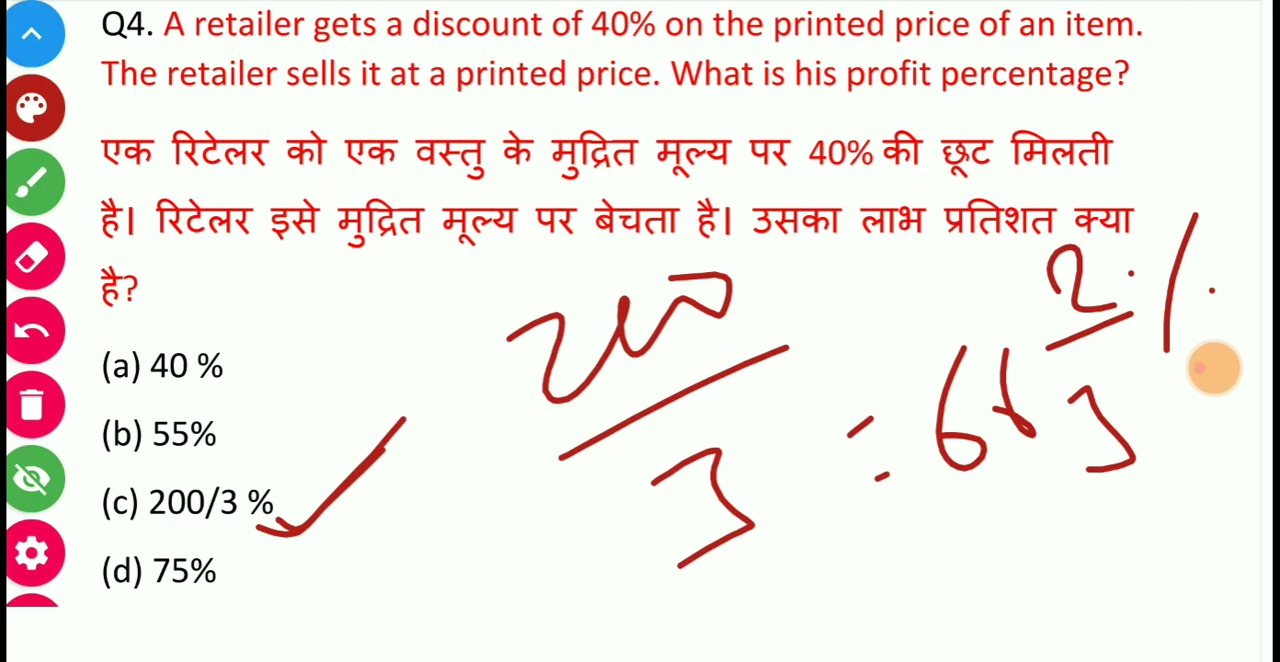 Q4. A retailer gets a discount of 40% on the printed price of an item.
The retailer sells it at a printed price. What is his profit percentage?
एक रिटेलर को एक वस्तु के मुद्रित मूल्य पर 40% की छूट मिलती
है। रिटेलर इसे मुद्रित मूल्य पर बेचता है। उसका लाभ प्रतिशत क्या
है?
(a) 40 %
(b) 55%
(c) 200/3 %
(d) 75%
200/3 = 66 2/3 %